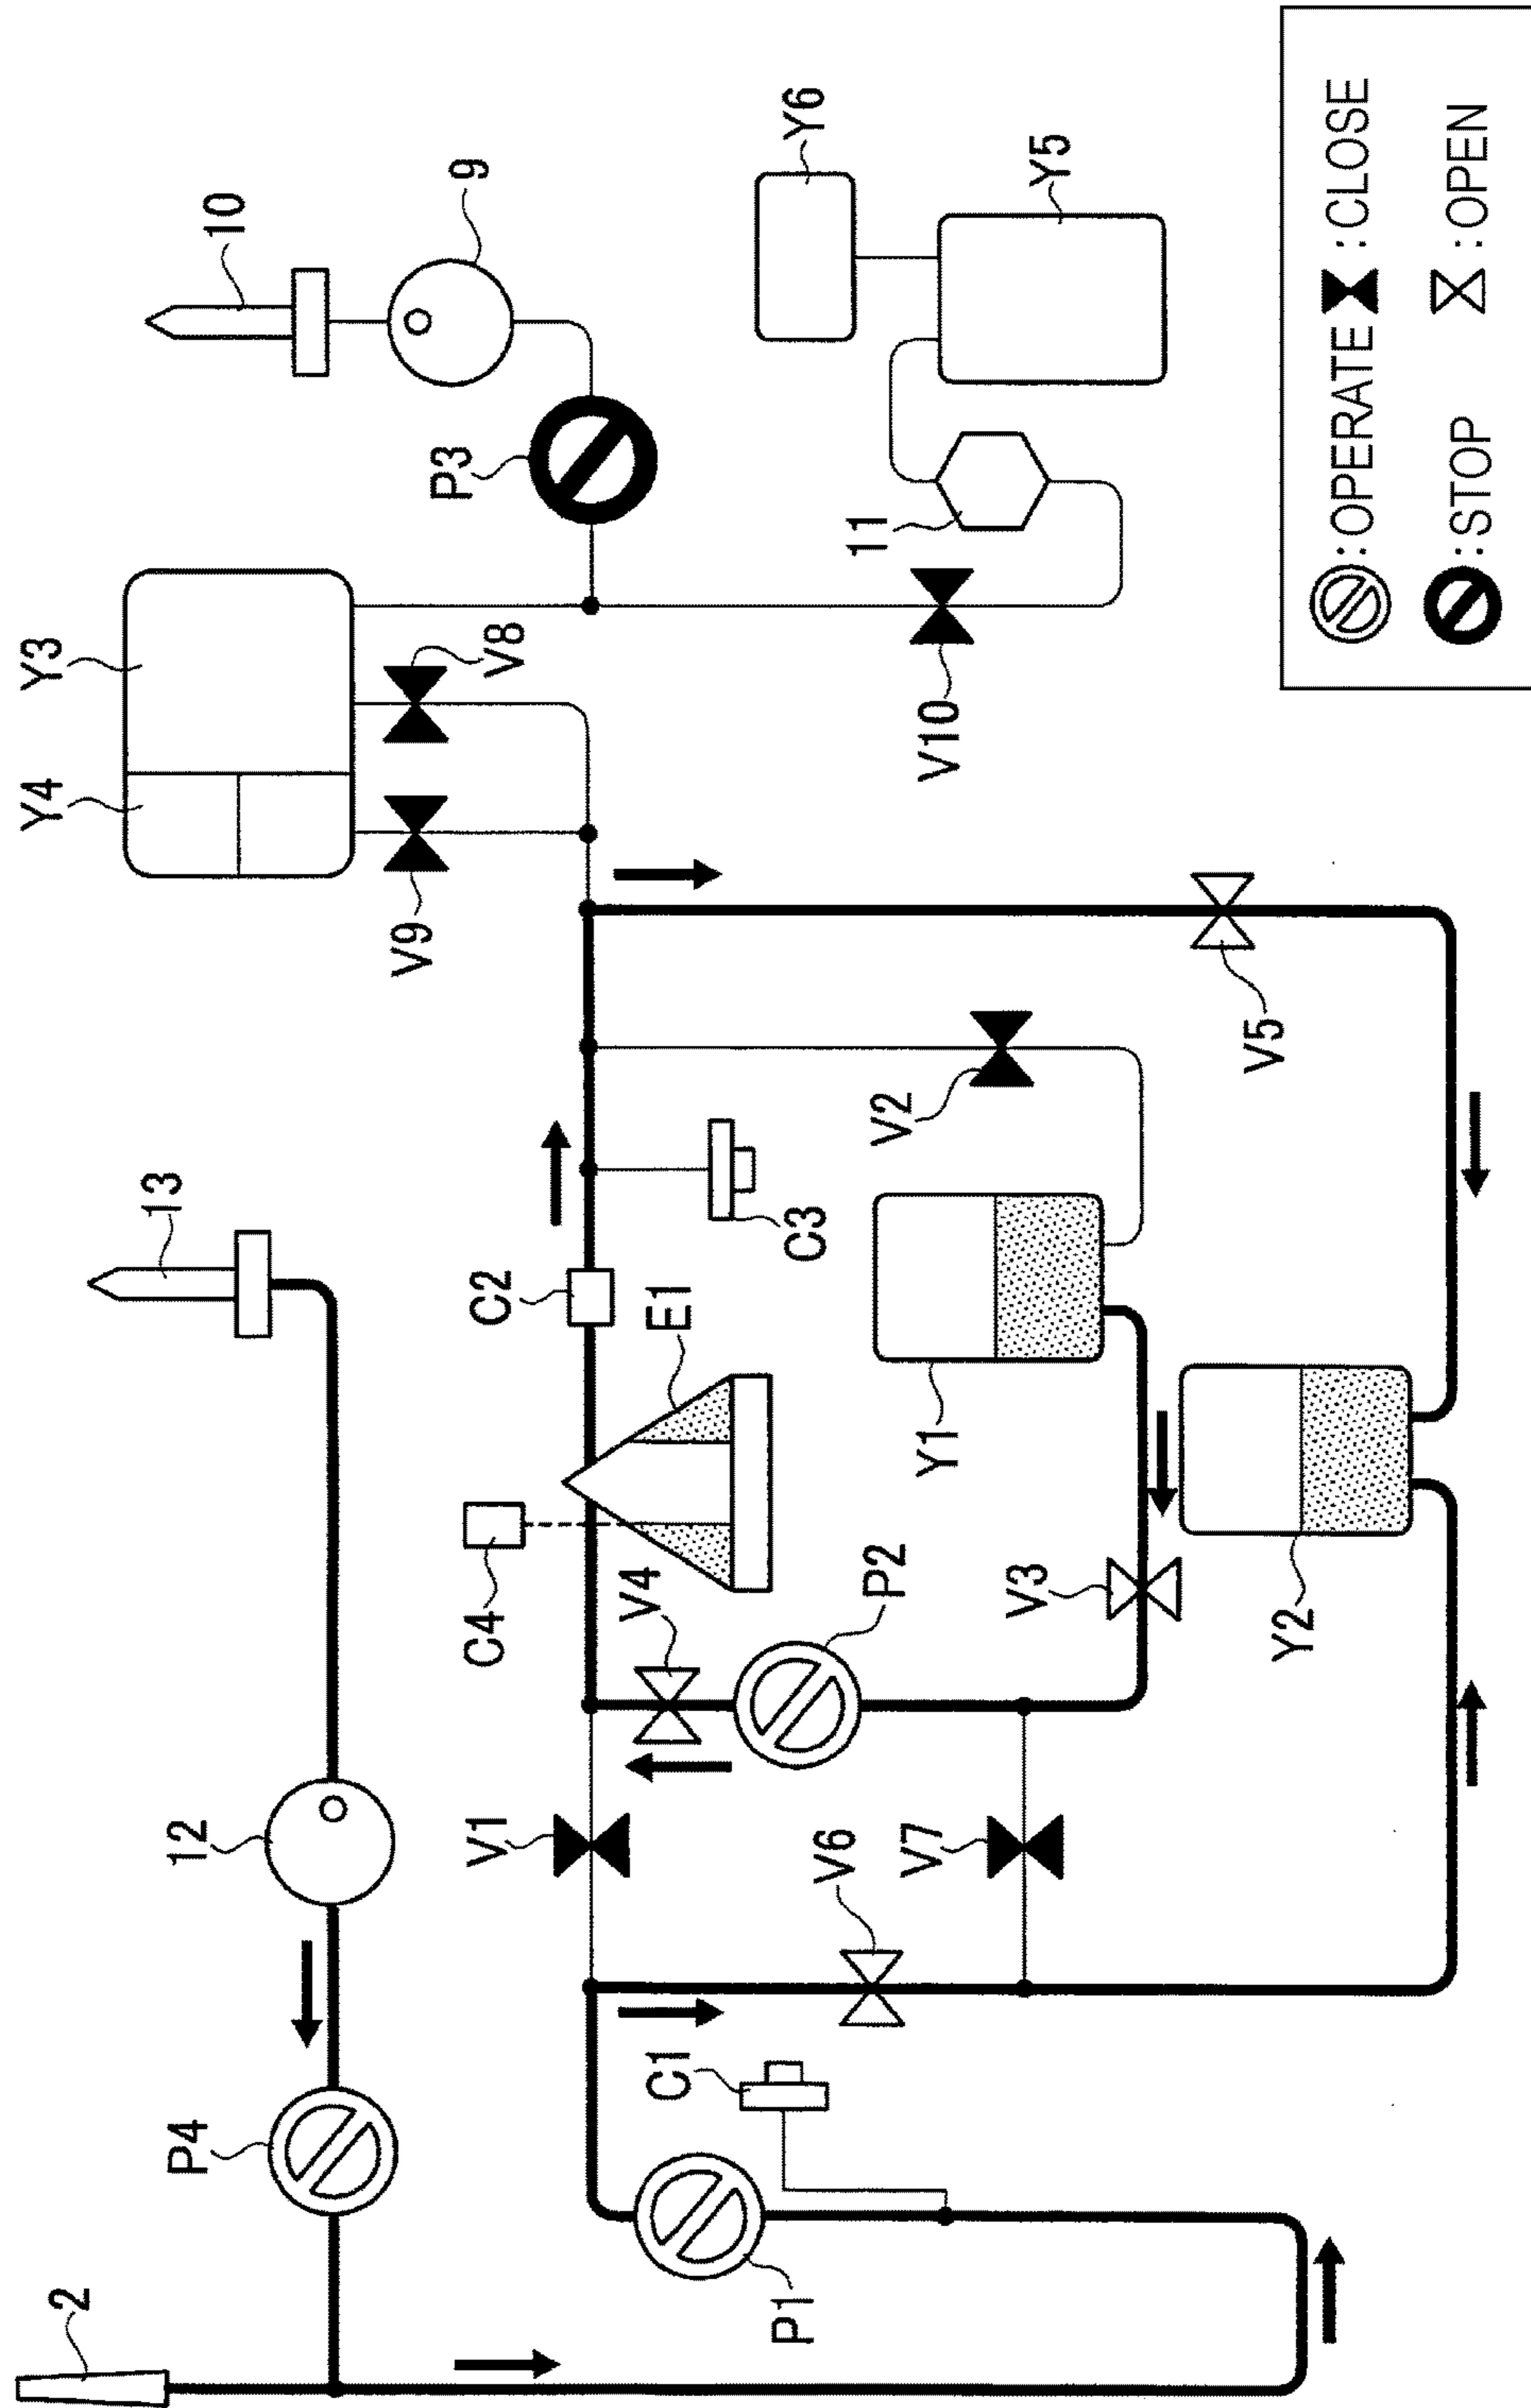 2
P4
12
13
P1
C1
V1
V6
V7
V4
P2
C4
E1
C2
C3
V3
Y1
Y2
V2
V5
V9
V8
Y4
Y3
V10
P3
9
10
11
Y5
Y6
:OPERATE :CLOSE
:STOP :OPEN